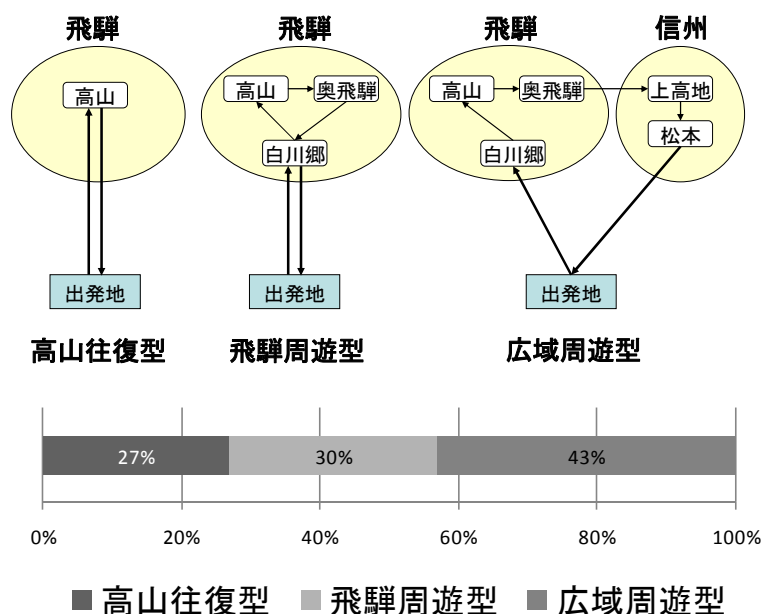 飛騨 飛騨 飛騨 信州
高山 高山 奥飛騨 高山 奥飛騨 上高地
松本
白川郷 白川郷
出発地 出発地 出発地
高山往復型 飛騨周遊型 広域周遊型
27% 30% 43%
0% 20% 40% 60% 80% 100%
高山往復型 飛騨周遊型 広域周遊型